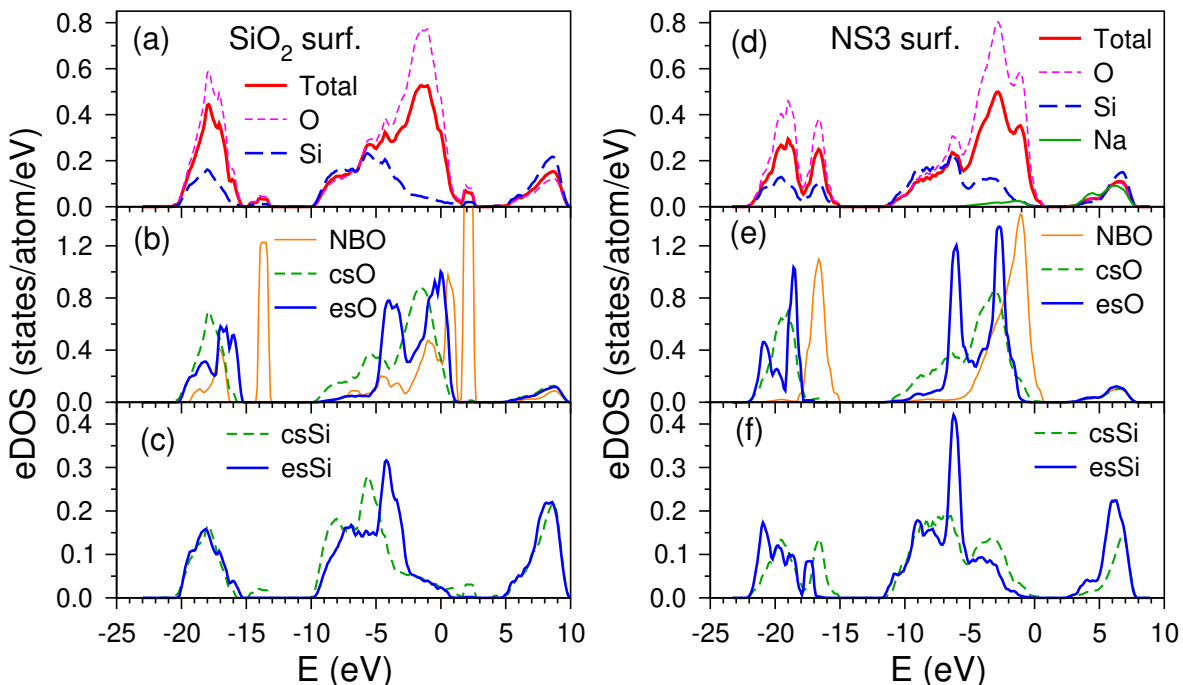 (a) SiO2 surf.
Total
O
Si
0.8
0.6
0.4
0.2
0.0
(b)
NBO
csO
esO
1.2
0.8
0.4
0.0
(c)
csSi
esSi
0.4
0.3
0.2
0.1
0.0
eDOS (states/atom/eV)
-25 -20 -15 -10 -5 0 5 10
E (eV)
(d) NS3 surf.
Total
O
Si
Na
0.8
0.6
0.4
0.2
0.0
(e)
NBO
csO
esO
1.2
0.8
0.4
0.0
(f)
csSi
esSi
0.4
0.3
0.2
0.1
0.0
eDOS (states/atom/eV)
-25 -20 -15 -10 -5 0 5 10
E (eV)